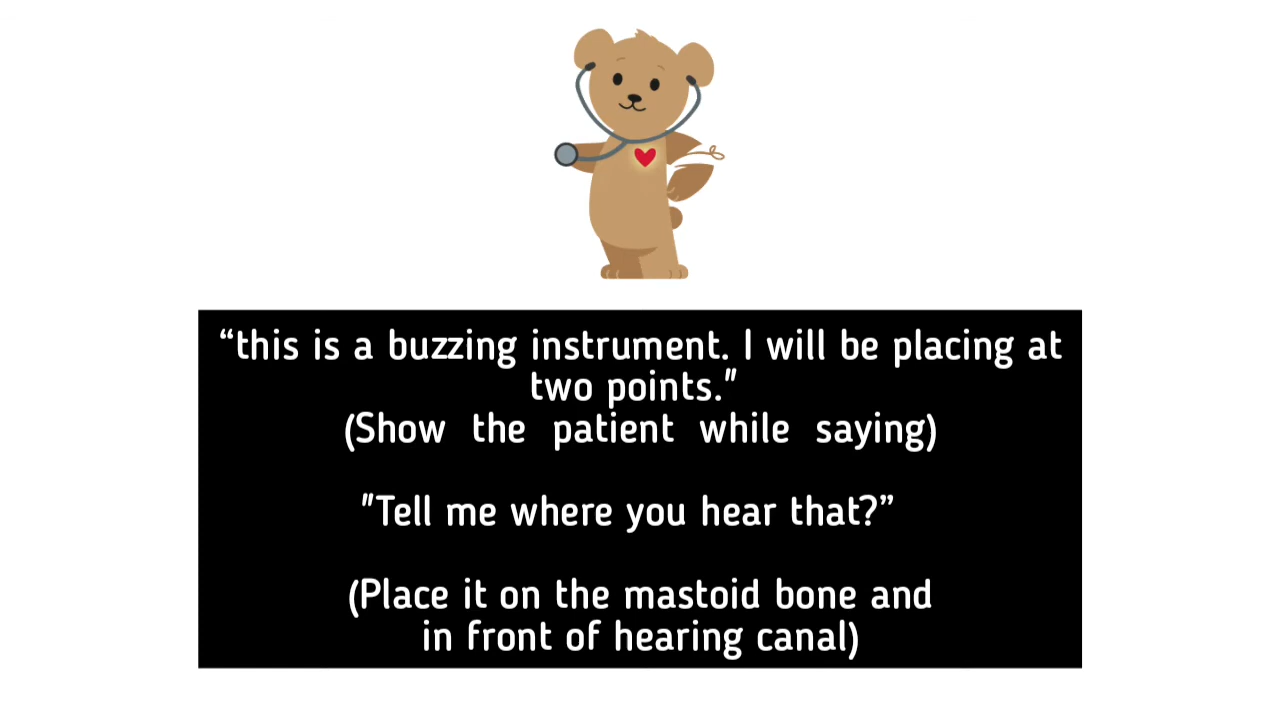 “this is a buzzing instrument. I will be placing at
two points."
(Show the patient while saying)
"Tell me where you hear that?”
(Place it on the mastoid bone and
in front of hearing canal)